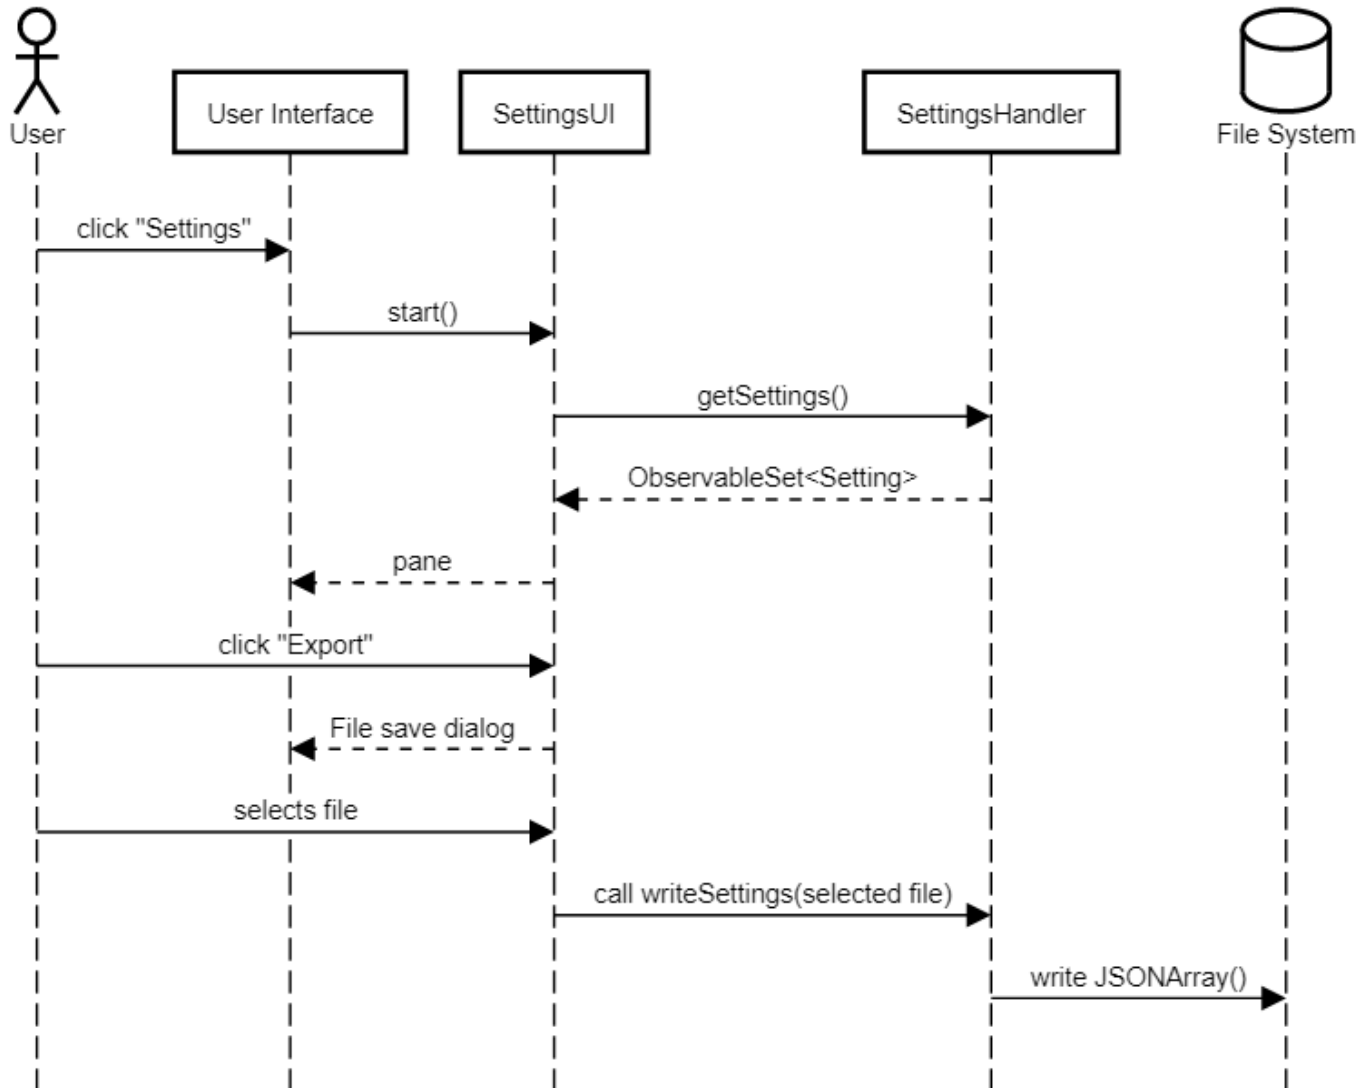 User
User Interface
SettingsUI
SettingsHandler
File System
click "Settings"
start()
getSettings()
ObservableSet<Setting>
pane
click "Export"
File save dialog
selects file
call writeSettings(selected file)
write JSONArray()